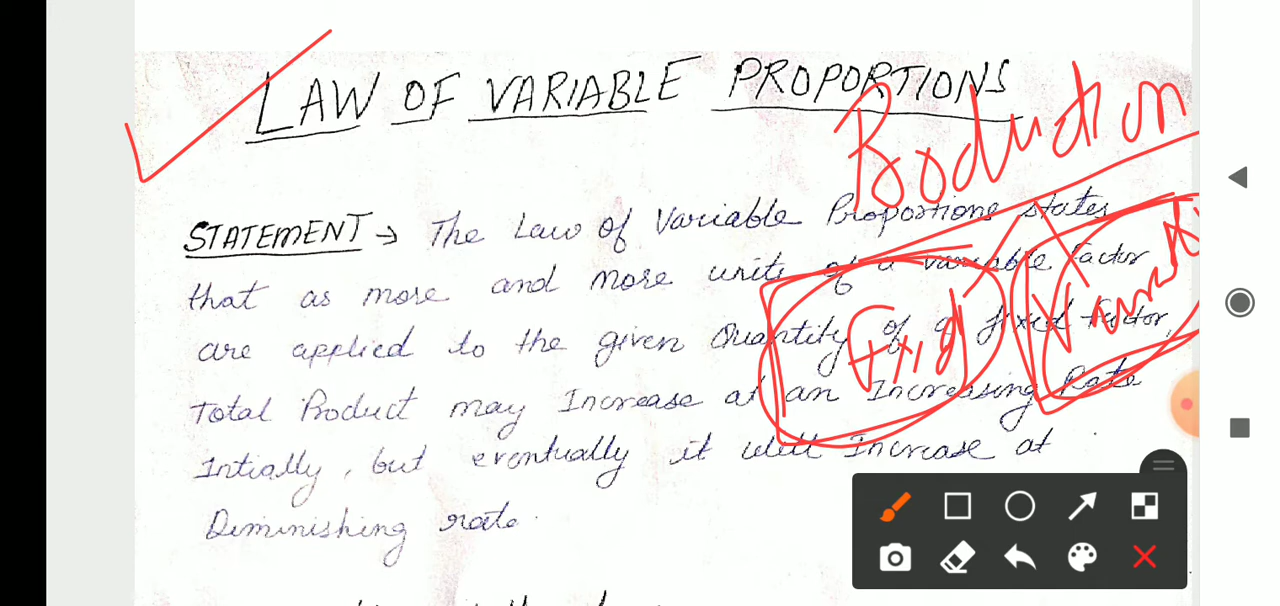 LAW OF VARIABLE PROPORTIONS
Production
STATEMENT → The Law of Variable Proportions states
that as more and more units of a variable factor
are applied to the given Quantity of a fixed factor,
Total Product may Increase at an Increasing Rate
Intially, but eventually it will Increase at
Diminishing rate.
Fixed